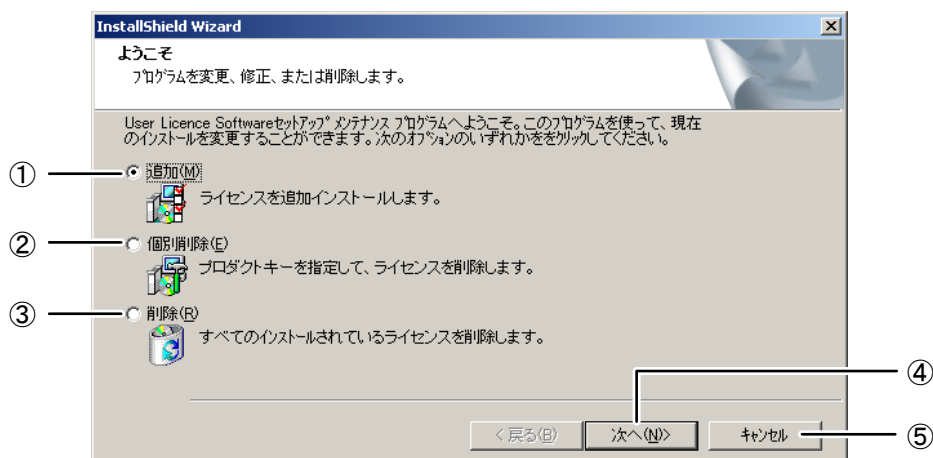 InstallShield Wizard
ようこそ
プログラムを変更、修正、または削除します。
User Licence Softwareセットアップ メンテナンス プログラムへようこそ。このプログラムを使って、現在
のインストールを変更することができます。次のオプションのいずれかををクリックしてください。
① 追加(M)
ライセンスを追加インストールします。
② 個別削除(E)
プロダクトキーを指定して、ライセンスを削除します。
③ 削除(R)
すべてのインストールされているライセンスを削除します。
④
< 戻る(B) 次へ(N)> キャンセル ⑤